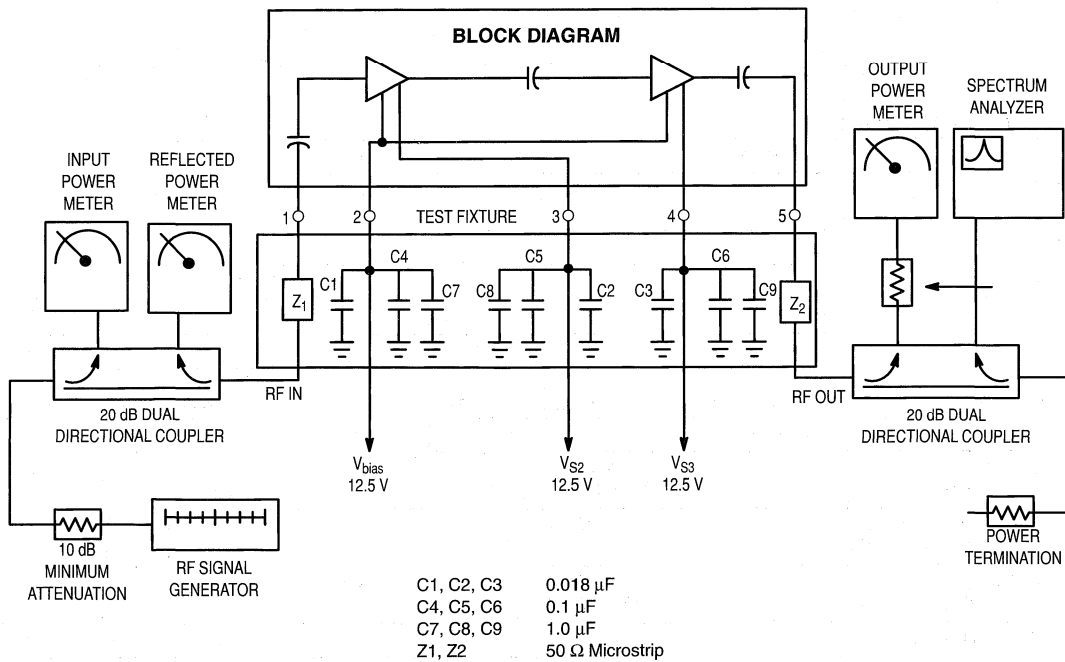 BLOCK DIAGRAM
OUTPUT
POWER
METER
SPECTRUM
ANALYZER
INPUT
POWER
METER
REFLECTED
POWER
METER
1
2
TEST FIXTURE
3
4
5
C4
C5
C6
C1
C7
C8
C2
C3
C9
Z1
Z2
RF IN
RF OUT
20 dB DUAL
DIRECTIONAL COUPLER
20 dB DUAL
DIRECTIONAL COUPLER
Vbias
12.5 V
VS2
12.5 V
VS3
12.5 V
10 dB
MINIMUM
ATTENUATION
RF SIGNAL
GENERATOR
POWER
TERMINATION
C1, C2, C3 0.018 μF
C4, C5, C6 0.1 μF
C7, C8, C9 1.0 μF
Z1, Z2 50 Ω Microstrip